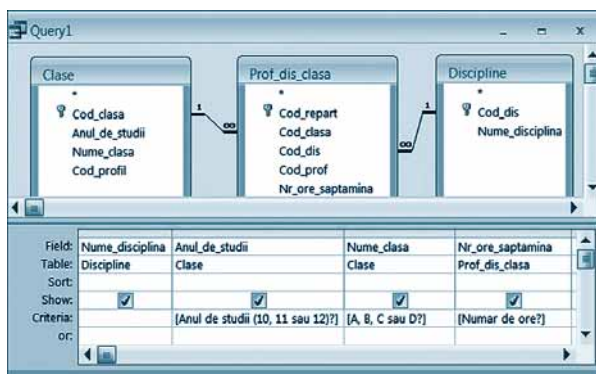 Query1
Clase
*
Cod_clasa
Anul_de_studii
Nume_clasa
Cod_profil
Prof_dis_clasa
*
Cod_repart
Cod_clasa
Cod_dis
Cod_prof
Nr_ore_saptamina
Discipline
*
Cod_dis
Nume_disciplina
1 ∞
1 ∞
Field: Nume_disciplina Anul_de_studii Nume_clasa Nr_ore_saptamina
Table: Discipline Clase Clase Prof_dis_clasa
Sort:
Show:
Criteria: [Anul de studii (10, 11 sau 12)?] [A, B, C sau D?] [Numar de ore?]
or: